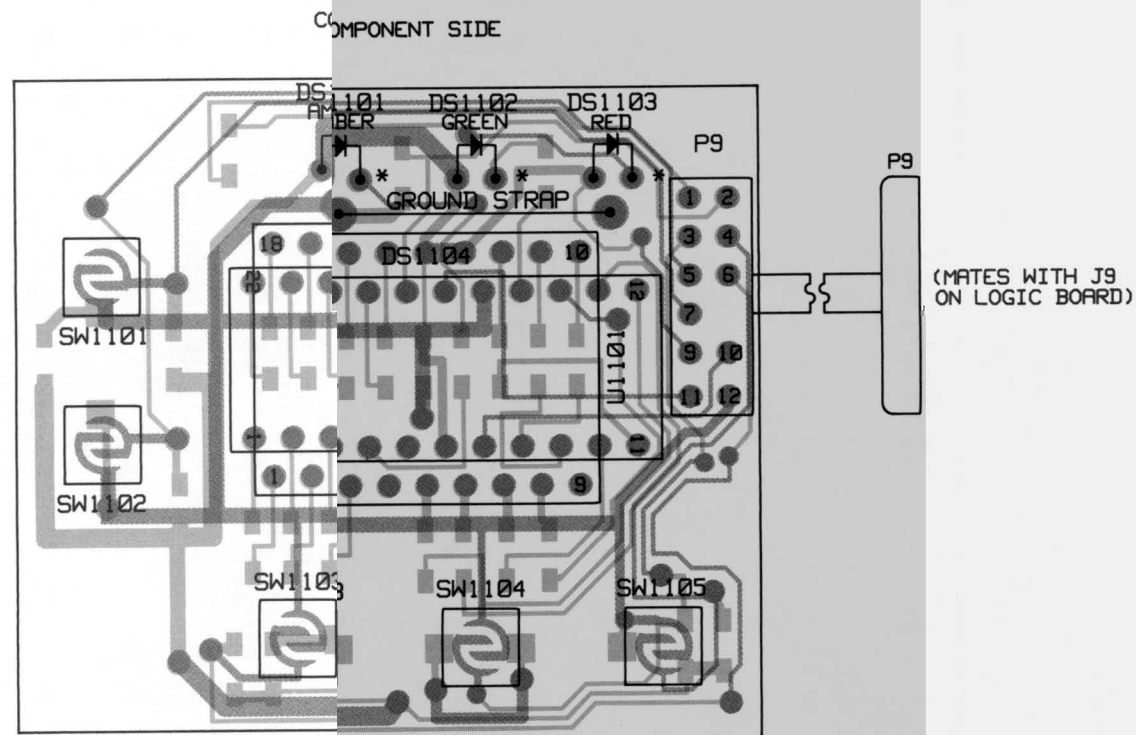 COMPONENT SIDE
DS1101 DS1102 DS1103
AMBER GREEN RED
P9
P9
* * *
1 2
GROUND STRAP
3 4
18 DS1104 10
22 12
5 6
(MATES WITH J9
ON LOGIC BOARD)
7
SW1101
U1101
9 10
11 12
1 11
1 9
SW1102
SW1103 SW1104 SW1105